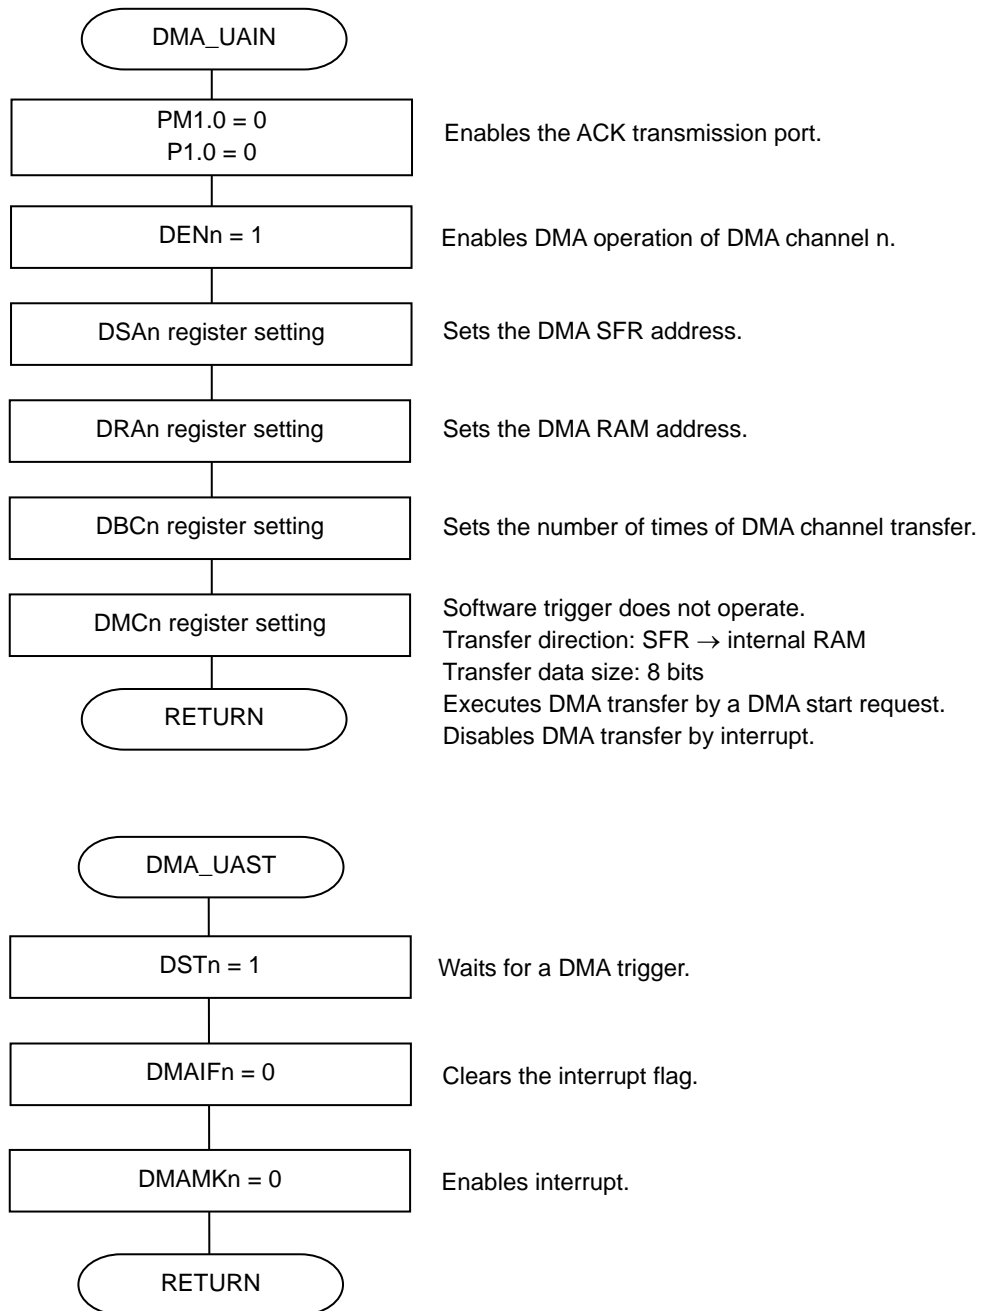 DMA_UAIN
PM1.0 = 0
P1.0 = 0
Enables the ACK transmission port.
DENn = 1
Enables DMA operation of DMA channel n.
DSAn register setting
Sets the DMA SFR address.
DRAn register setting
Sets the DMA RAM address.
DBCn register setting
Sets the number of times of DMA channel transfer.
DMCn register setting
Software trigger does not operate.
Transfer direction: SFR → internal RAM
Transfer data size: 8 bits
Executes DMA transfer by a DMA start request.
Disables DMA transfer by interrupt.
RETURN
DMA_UAST
DSTn = 1
Waits for a DMA trigger.
DMAIFn = 0
Clears the interrupt flag.
DMAMKn = 0
Enables interrupt.
RETURN